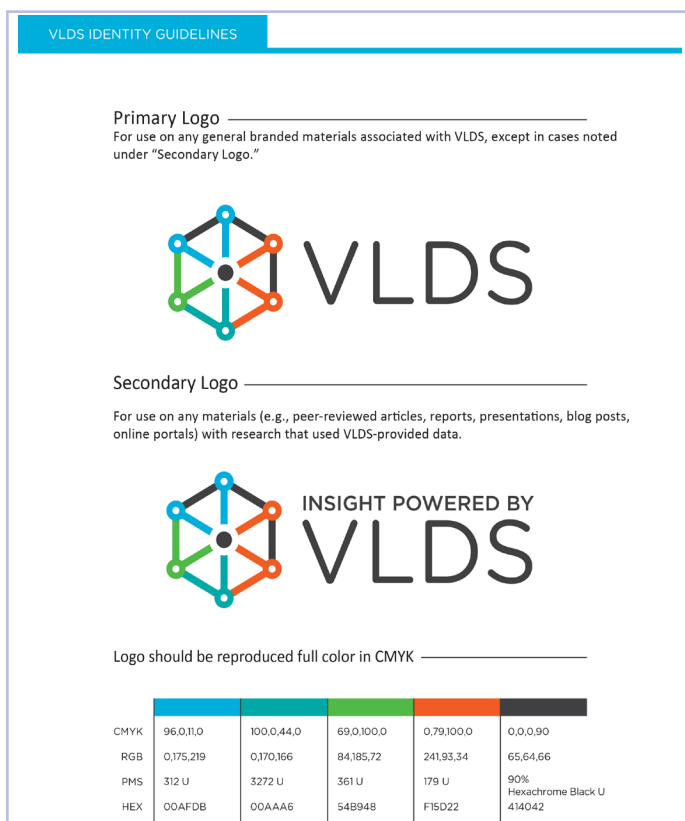 VLDS IDENTITY GUIDELINES
Primary Logo
For use on any general branded materials associated with VLDS, except in cases noted
under “Secondary Logo.”
VLDS
Secondary Logo
For use on any materials (e.g., peer-reviewed articles, reports, presentations, blog posts,
online portals) with research that used VLDS-provided data.
INSIGHT POWERED BY
VLDS
Logo should be reproduced full color in CMYK
CMYK 96,0,11,0 100,0,44,0 69,0,100,0 0,79,100,0 0,0,0,90
RGB 0,175,219 0,170,166 84,185,72 241,93,34 65,64,66
PMS 312 U 3272 U 361 U 179 U 90%
Hexachrome Black U
HEX 00AFDB 00AAA6 54B948 F15D22 414042